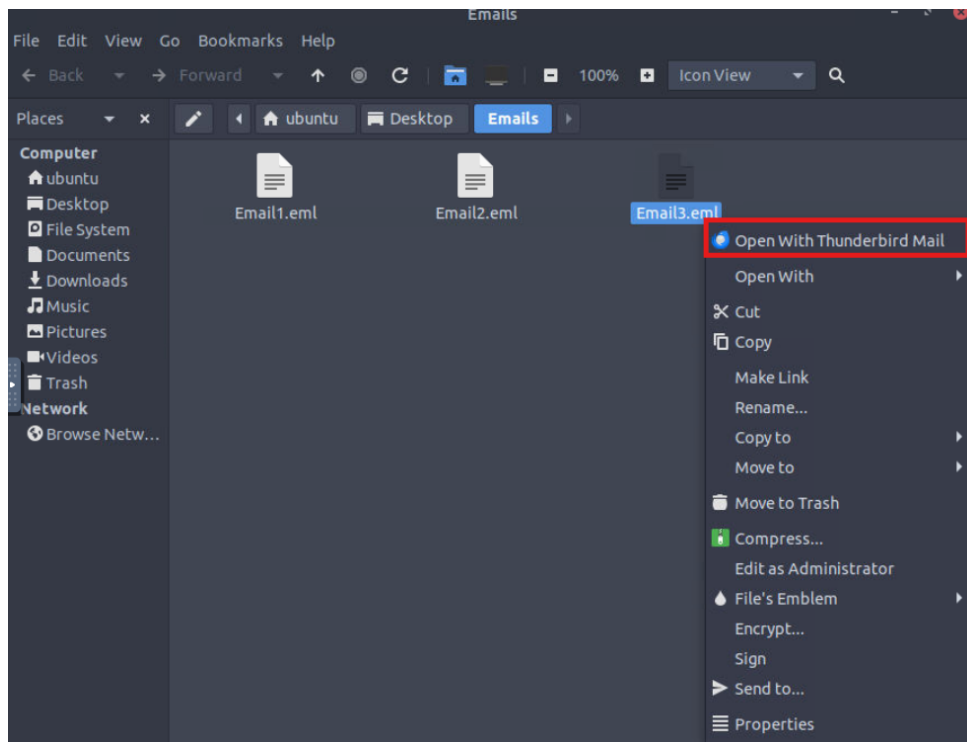 Emails
File Edit View Go Bookmarks Help
Back Forward 100% Icon View
Places ubuntu Desktop Emails
Computer
ubuntu
Desktop
File System
Documents
Downloads
Music
Pictures
Videos
Trash
Network
Browse Netw...
Email1.eml Email2.eml Email3.eml
Open With Thunderbird Mail
Open With
Cut
Copy
Make Link
Rename...
Copy to
Move to
Move to Trash
Compress...
Edit as Administrator
File's Emblem
Encrypt...
Sign
Send to...
Properties